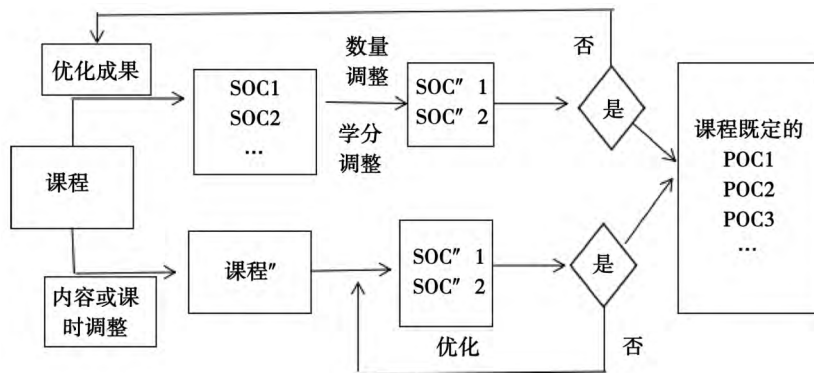 优化成果
课程
内容或课
时调整
SOC1
SOC2
…
数量
调整
学分
调整
SOC″ 1
SOC″ 2
否
是
课程″
SOC″ 1
SOC″ 2
优化
是
否
课程既定的
POC1
POC2
POC3
…